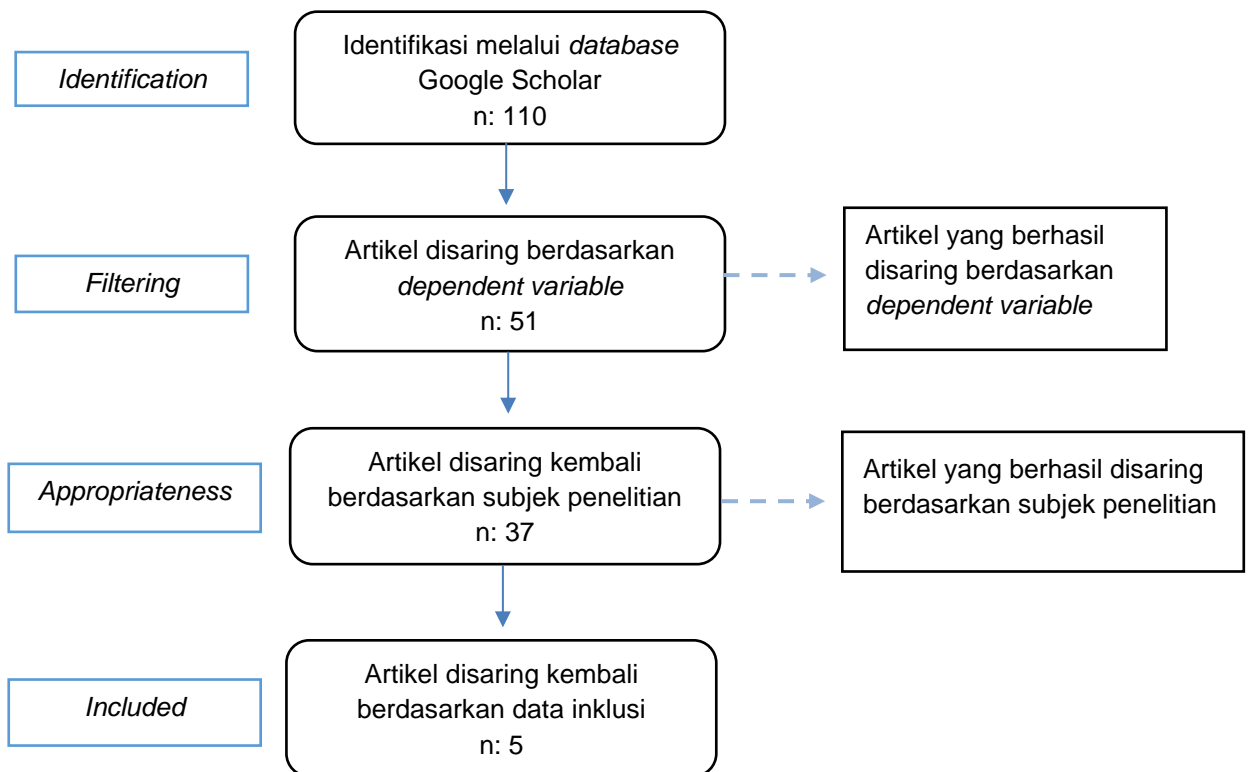 Identification
Identifikasi melalui database
Google Scholar
n: 110
Filtering
Artikel disaring berdasarkan
dependent variable
n: 51
Artikel yang berhasil
disaring berdasarkan
dependent variable
Appropriateness
Artikel disaring kembali
berdasarkan subjek penelitian
n: 37
Artikel yang berhasil disaring
berdasarkan subjek penelitian
Included
Artikel disaring kembali
berdasarkan data inklusi
n: 5